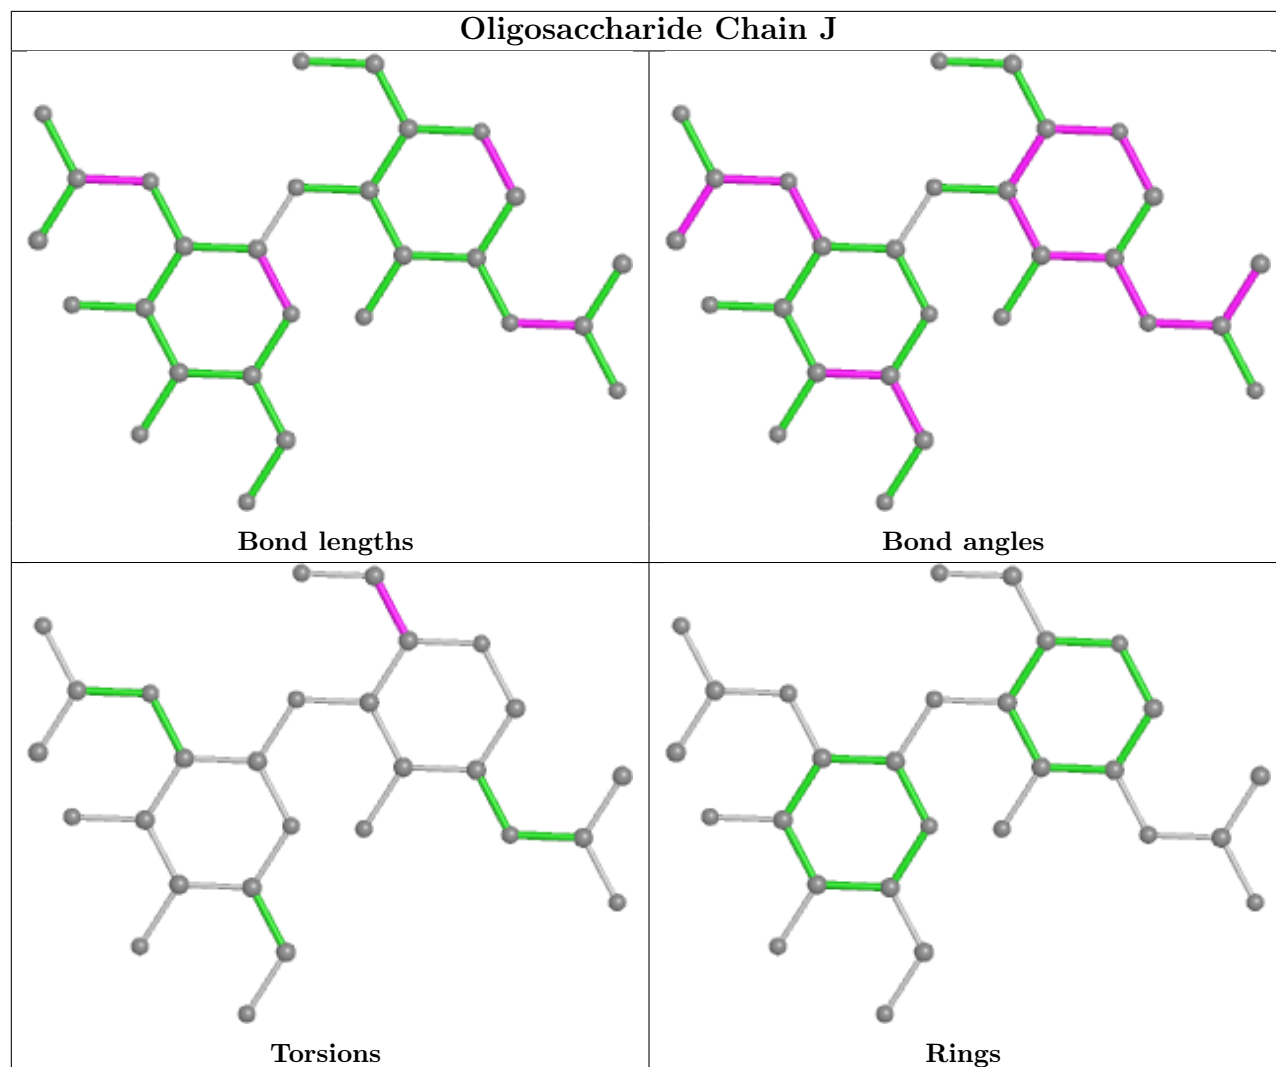 Oligosaccharide Chain J
Bond lengths
Bond angles
Torsions
Rings